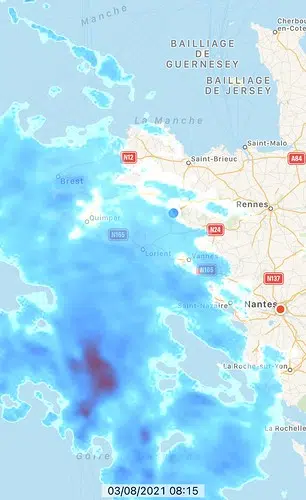 Manche
Cherbourg
en-Cote
BAILLIAGE
DE
GUERNESEY
BAILLIAGE
DE JERSEY
La Manche
Saint-Malo
N12
Saint-Brieuc
A84
Brest
Rennes
Quimper
N165
N24
Lorient
Vannes
N165
N137
Saint-Nazaire
Nantes
La Roche-sur-Yon
La Rochelle
03/08/2021 08:15